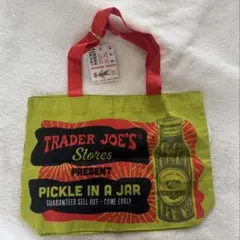 TRADER JOE'S
Stores
PRESENT
PICKLE IN A JAR
GUARANTEED SELL OUT - COME EARLY